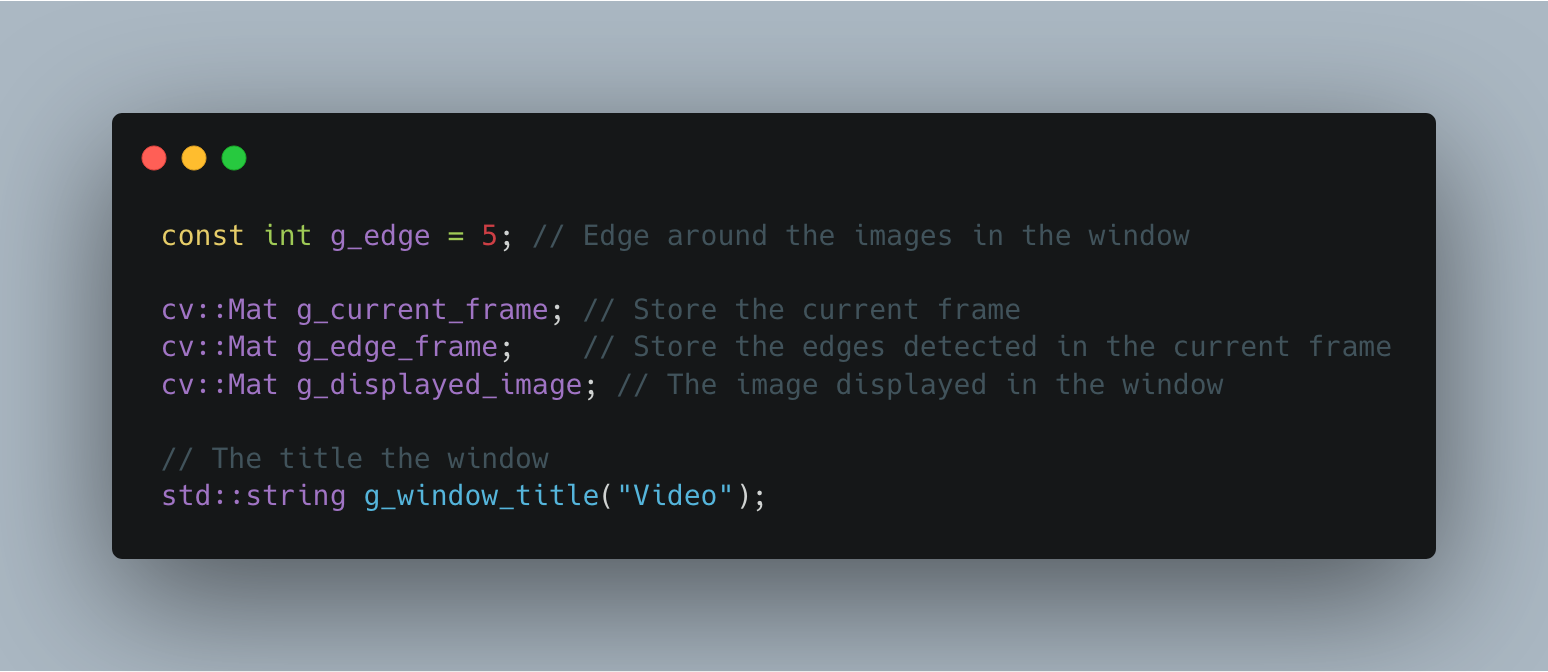 const int g_edge = 5; // Edge around the images in the window
cv::Mat g_current_frame; // Store the current frame
cv::Mat g_edge_frame;    // Store the edges detected in the current frame
cv::Mat g_displayed_image; // The image displayed in the window
// The title the window
std::string g_window_title("Video");